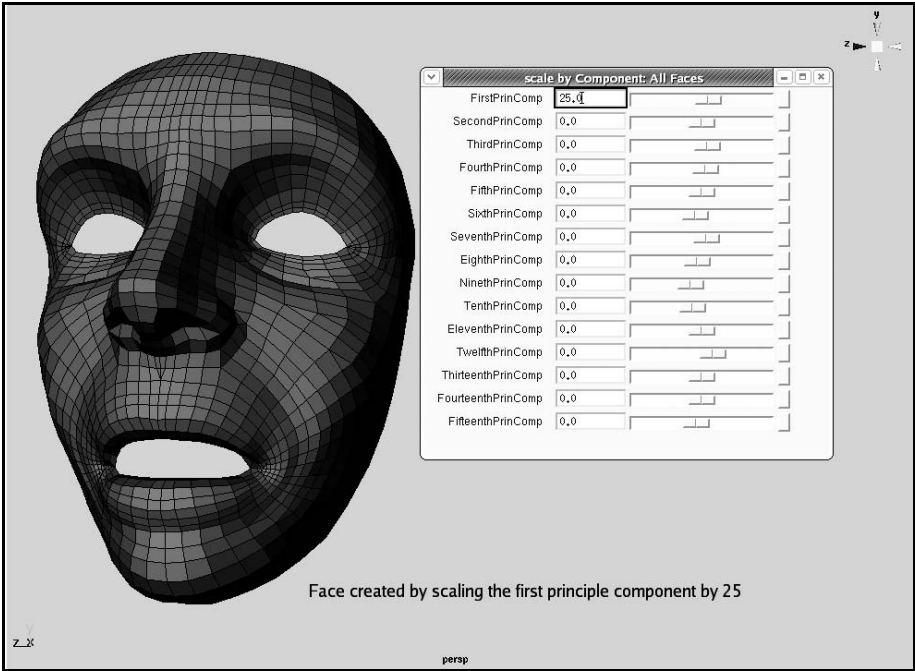 y
z
scale by Component: All Faces
FirstPrinComp 25.0
SecondPrinComp 0.0
ThirdPrinComp 0.0
FourthPrinComp 0.0
FifthPrinComp 0.0
SixthPrinComp 0.0
SeventhPrinComp 0.0
EighthPrinComp 0.0
NinethPrinComp 0.0
TenthPrinComp 0.0
EleventhPrinComp 0.0
TwelfthPrinComp 0.0
ThirteenthPrinComp 0.0
FourteenthPrinComp 0.0
FifteenthPrinComp 0.0
Face created by scaling the first principle component by 25
y
z x
persp